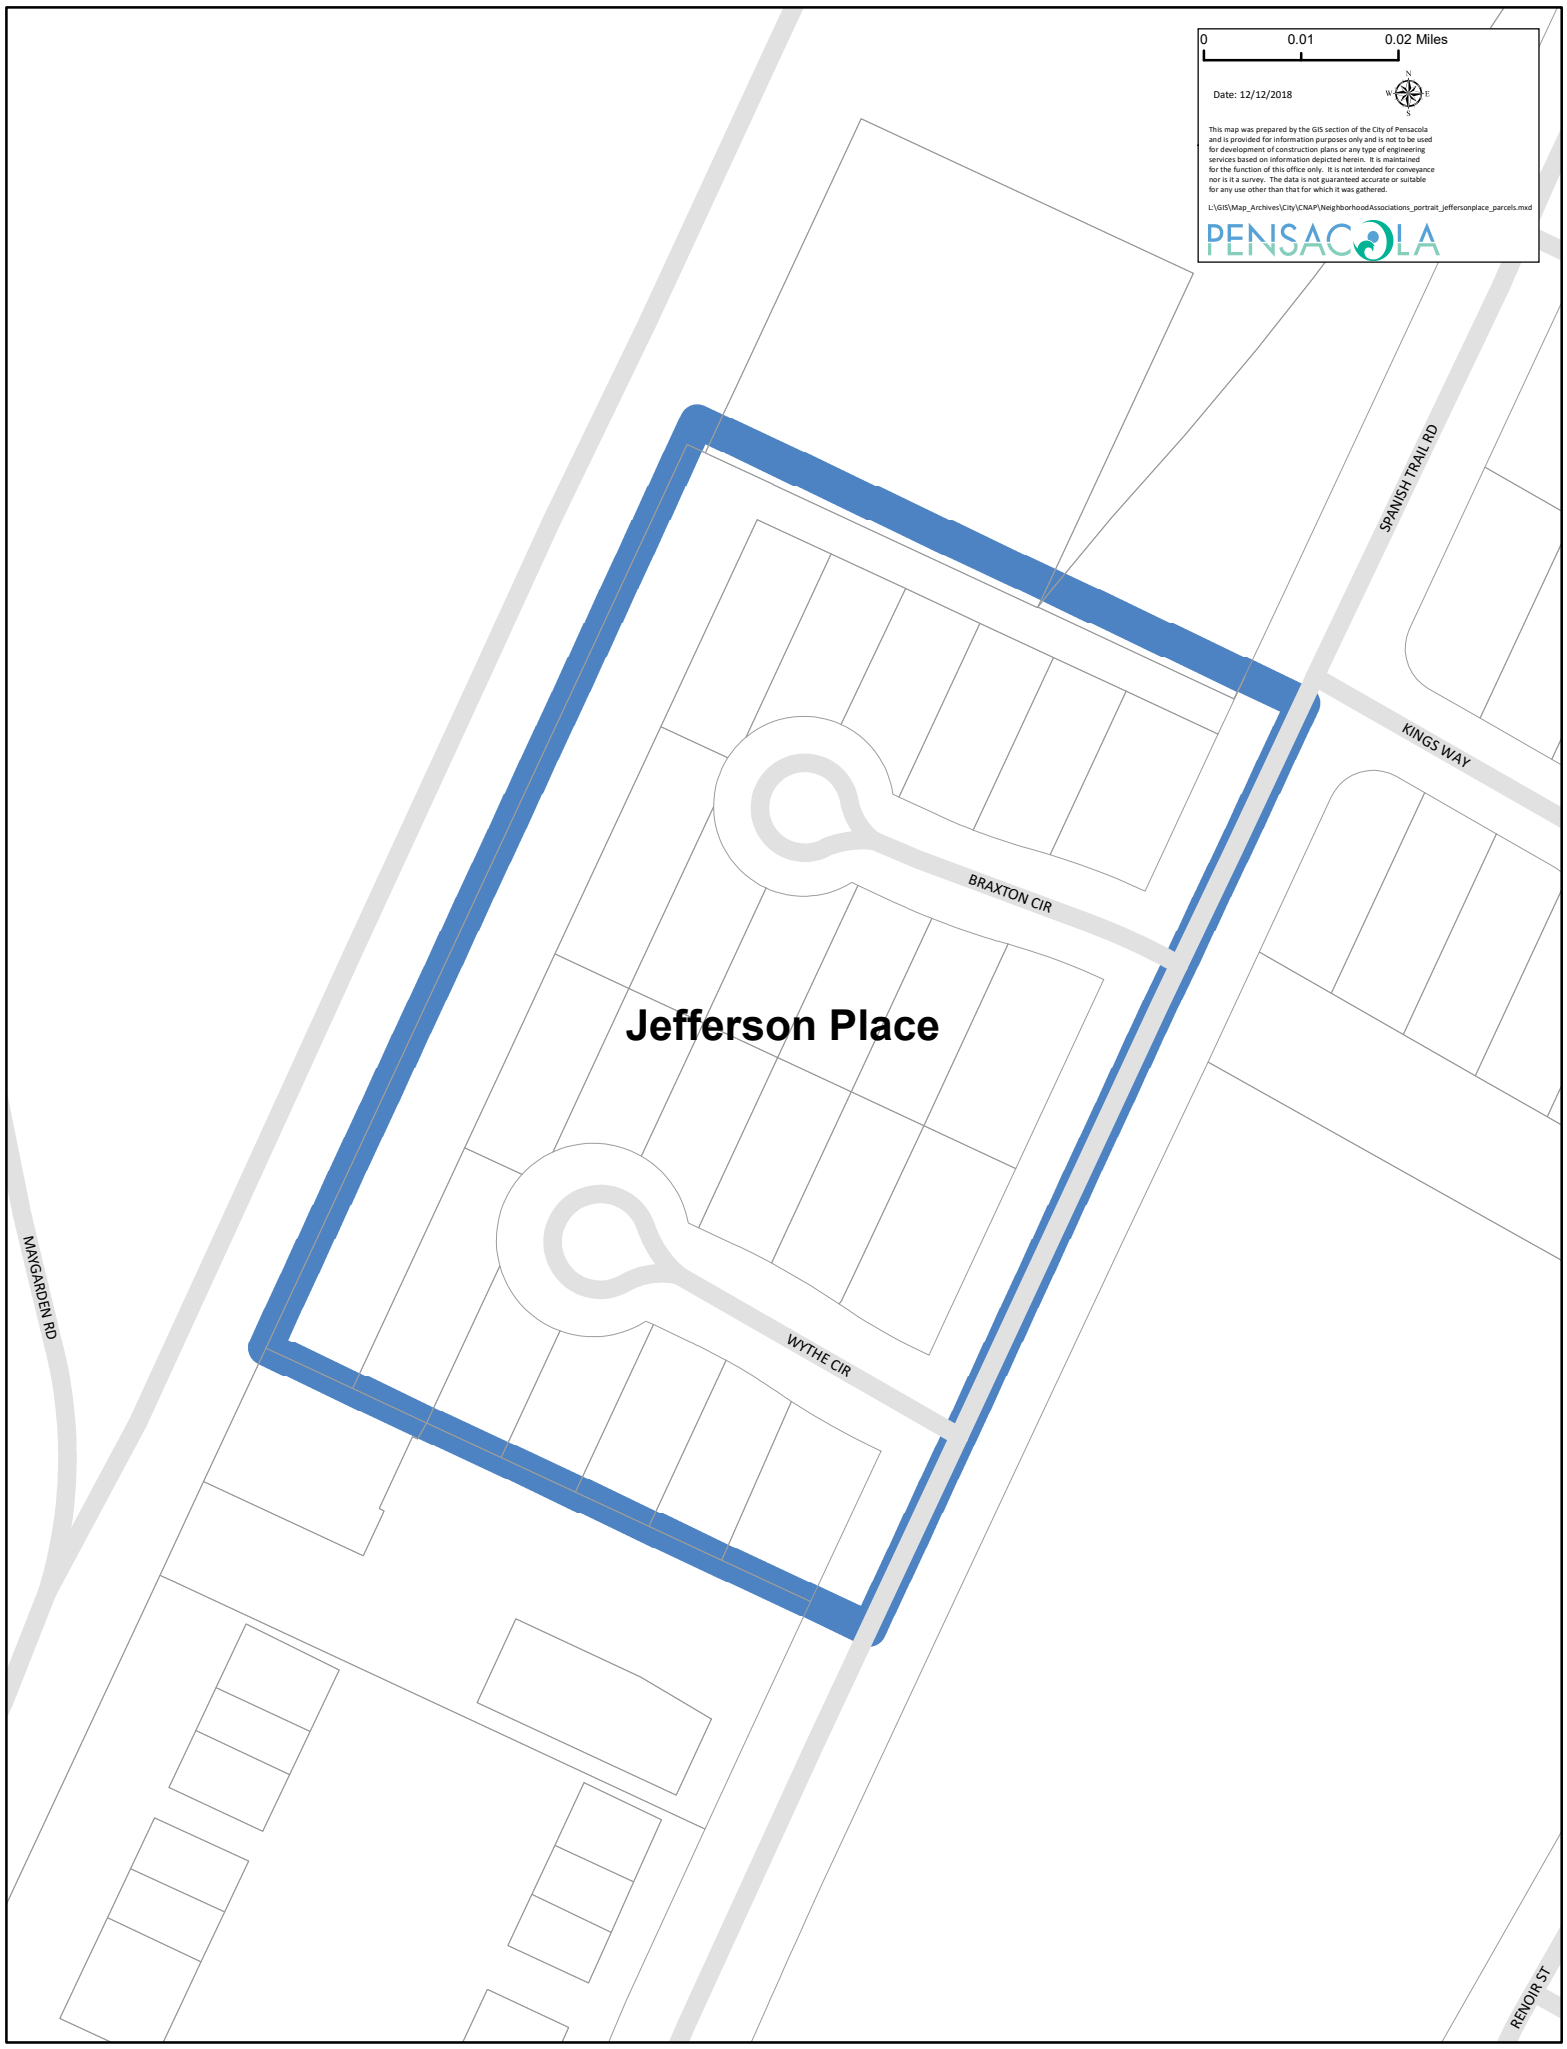 0 0.01 0.02 Miles
N
Date: 12/12/2018
W E
S
This map was prepared by the GIS section of the City of Pensacola
and is provided for information purposes only and is not to be used
for development of construction plans or any type of engineering
services based on information depicted herein. It is maintained
for the function of this office only. It is not intended for conveyance
nor is it a survey. The data is not guaranteed accurate or suitable
for any use other than that for which it was gathered.
L:\GIS\Map_Archives\City\CNAP\NeighborhoodAssociations_portrait_jeffersonplace_parcels.mxd
PENSACOLA
SPANISH TRAIL RD
KINGS WAY
BRAXTON CIR
Jefferson Place
MAYGARDEN RD
WYTHE CIR
RENOIR ST